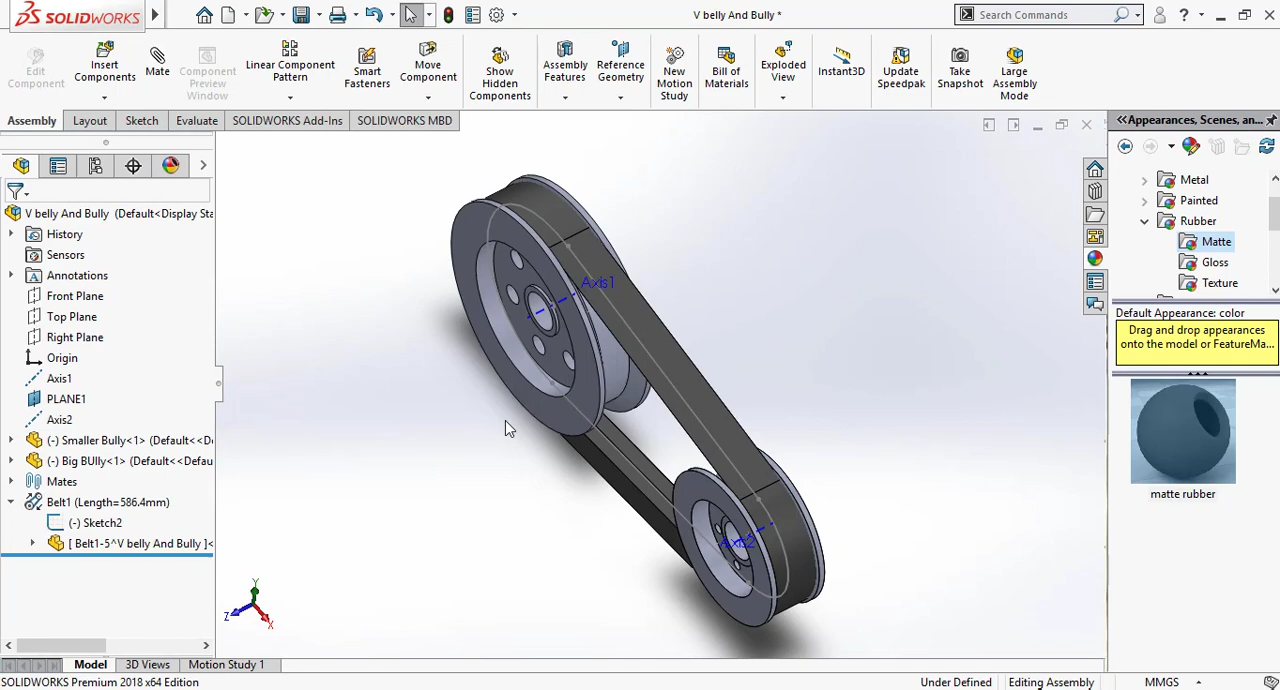 SOLIDWORKS
V belly And Bully *
Search Commands
?
Edit
Component
Insert
Components
Mate
Component
Preview
Window
Linear Component
Pattern
Smart
Fasteners
Move
Component
Show
Hidden
Components
Assembly
Features
Reference
Geometry
New
Motion
Study
Bill of
Materials
Exploded
View
Instant3D
Update
Speedpak
Take
Snapshot
Large
Assembly
Mode
Assembly
Layout
Sketch
Evaluate
SOLIDWORKS Add-Ins
SOLIDWORKS MBD
V belly And Bully (Default<Display Sta
History
Sensors
Annotations
Front Plane
Top Plane
Right Plane
Origin
Axis1
PLANE1
Axis2
(-) Smaller Bully<1> (Default<<D
(-) Big BUlly<1> (Default<<Defau
Mates
Belt1 (Length=586.4mm)
(-) Sketch2
[ Belt1-5^V belly And Bully ]<
Axis1
Axis2
Y
Z
X
Appearances, Scenes, an...
Metal
Painted
Rubber
Matte
Gloss
Texture
Default Appearance: color
Drag and drop appearances
onto the model or FeatureMa...
matte rubber
Model
3D Views
Motion Study 1
SOLIDWORKS Premium 2018 x64 Edition
Under Defined
Editing Assembly
MMGS